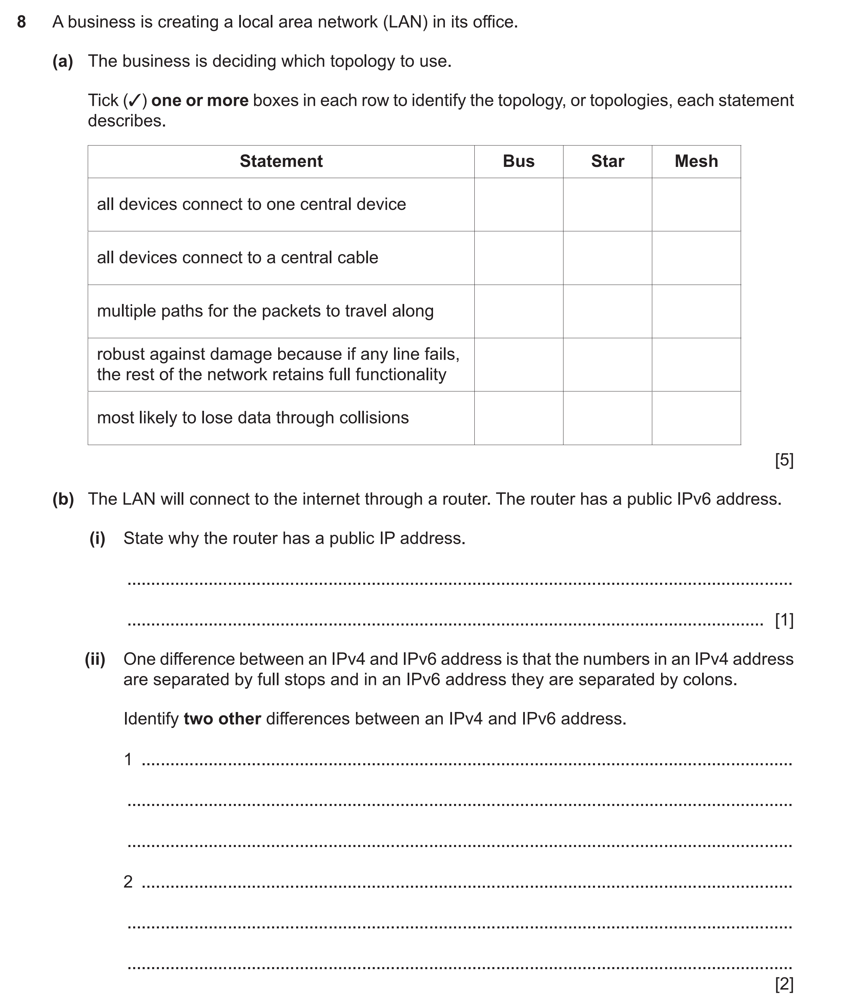 8 A business is creating a local area network (LAN) in its office.
(a) The business is deciding which topology to use.
Tick (✓) one or more boxes in each row to identify the topology, or topologies, each statement
describes.
Statement Bus Star Mesh
all devices connect to one central device
all devices connect to a central cable
multiple paths for the packets to travel along
robust against damage because if any line fails,
the rest of the network retains full functionality
most likely to lose data through collisions
[5]
(b) The LAN will connect to the internet through a router. The router has a public IPv6 address.
(i) State why the router has a public IP address.
[1]
(ii) One difference between an IPv4 and IPv6 address is that the numbers in an IPv4 address
are separated by full stops and in an IPv6 address they are separated by colons.
Identify two other differences between an IPv4 and IPv6 address.
1
2
[2]